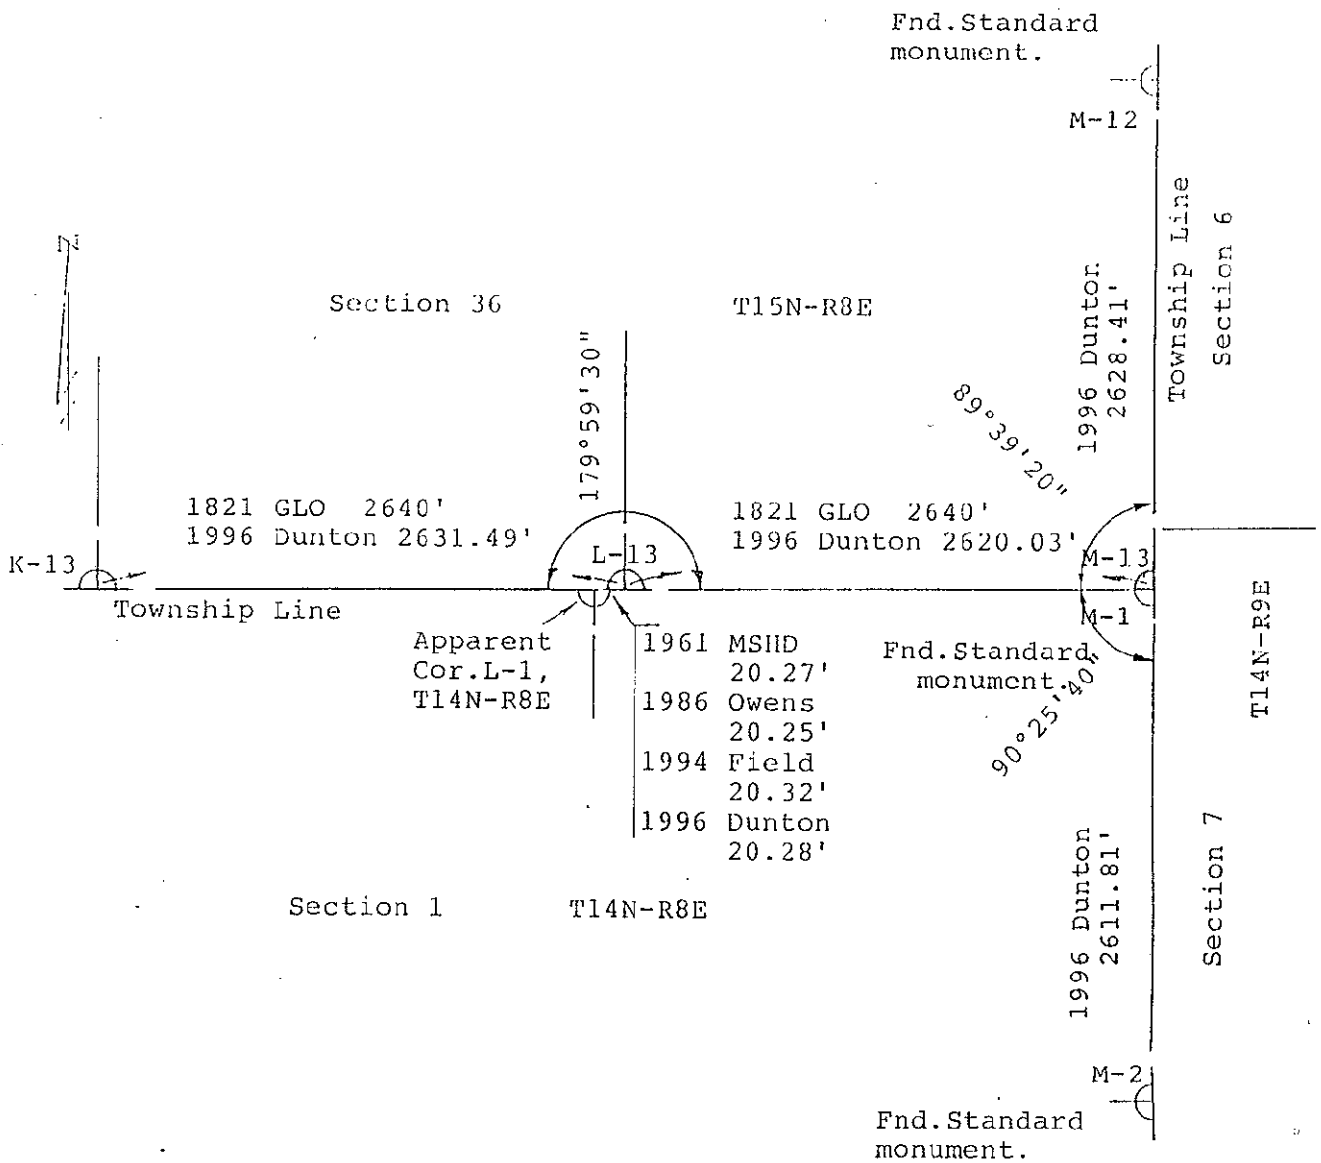 Fnd.Standard
monument.
M-12
Township Line
Section 6
1996 Dunton
2628.41'
N
Section 36
T15N-R8E
179°59'30"
89°39'20"
1821 GLO 2640'
1996 Dunton 2631.49'
1821 GLO 2640'
1996 Dunton 2620.03'
K-13
L-13
M-13
Township Line
M-1
Apparent
Cor.L-1,
T14N-R8E
1961 MSHD
20.27'
1986 Owens
20.25'
1994 Field
20.32'
1996 Dunton
20.28'
Fnd.Standard
monument.
90°25'40"
T14N-R9E
1996 Dunton
2611.81'
Section 7
Section 1
T14N-R8E
M-2
Fnd.Standard
monument.